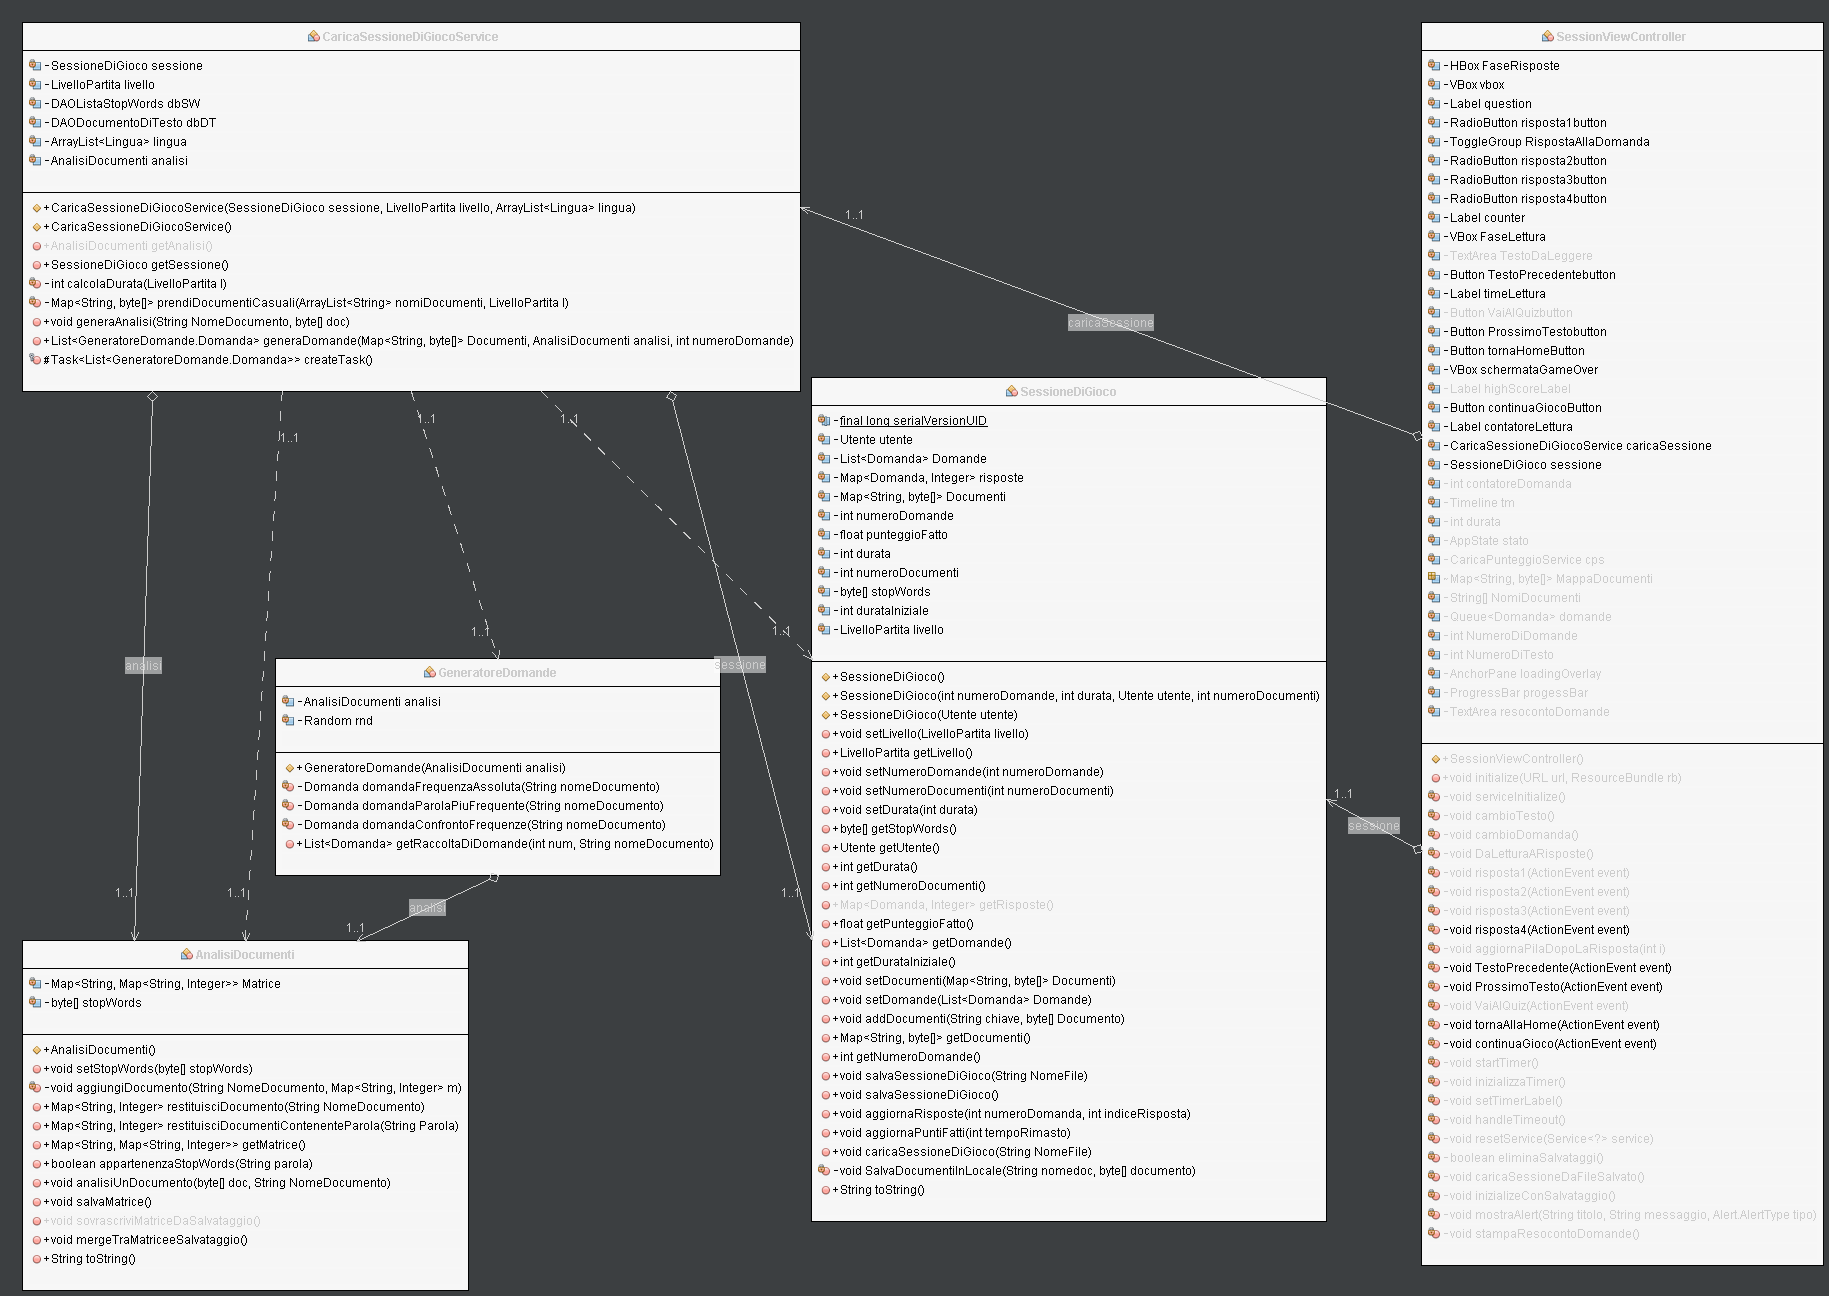 CaricaSessioneDiGiocoService
-SessioneDiGioco sessione
-LivelloPartita livello
-DAOListaStopWords dbSW
-DAODocumentoDiTesto dbDT
-ArrayList<Lingua> lingua
-AnalisiDocumenti analisi
+CaricaSessioneDiGiocoService(SessioneDiGioco sessione, LivelloPartita livello, ArrayList<Lingua> lingua)
+CaricaSessioneDiGiocoService()
+AnalisiDocumenti getAnalisi()
+SessioneDiGioco getSessione()
-int calcolaDurata(LivelloPartita l)
-Map<String, byte[]> prendiDocumentiCasuali(ArrayList<String> nomiDocumenti, LivelloPartita l)
+void generaAnalisi(String NomeDocumento, byte[] doc)
+List<GeneratoreDomande.Domanda> generaDomande(Map<String, byte[]> Documenti, AnalisiDocumenti analisi, int numeroDomande)
#Task<List<GeneratoreDomande.Domanda>> createTask()
1..1
caricaSessione
1..1
1..1
1..1
1..1
1..1
analisi
sessione
1..1
1..1
1..1
GeneratoreDomande
-AnalisiDocumenti analisi
-Random rnd
+GeneratoreDomande(AnalisiDocumenti analisi)
-Domanda domandaFrequenzaAssoluta(String nomeDocumento)
-Domanda domandaParolaPiuFrequente(String nomeDocumento)
-Domanda domandaConfrontoFrequenze(String nomeDocumento)
+List<Domanda> getRaccoltaDiDomande(int num, String nomeDocumento)
analisi
1..1
AnalisiDocumenti
-Map<String, Map<String, Integer>> Matrice
-byte[] stopWords
+AnalisiDocumenti()
+void setStopWords(byte[] stopWords)
-void aggiungiDocumento(String NomeDocumento, Map<String, Integer> m)
+Map<String, Integer> restituisciDocumento(String NomeDocumento)
+Map<String, Integer> restituisciDocumentiContenenteParola(String Parola)
+Map<String, Map<String, Integer>> getMatrice()
+boolean appartenenzaStopWords(String parola)
+void analisiUnDocumento(byte[] doc, String NomeDocumento)
+void salvaMatrice()
+void sovrascriviMatriceDaSalvataggio()
+void mergeTraMatriceeSalvataggio()
+String toString()
SessioneDiGioco
-final long serialVersionUID
-Utente utente
-List<Domanda> Domande
-Map<Domanda, Integer> risposte
-Map<String, byte[]> Documenti
-int numeroDomande
-float punteggioFatto
-int durata
-int numeroDocumenti
-byte[] stopWords
-int durataIniziale
-LivelloPartita livello
+SessioneDiGioco()
+SessioneDiGioco(int numeroDomande, int durata, Utente utente, int numeroDocumenti)
+SessioneDiGioco(Utente utente)
+void setLivello(LivelloPartita livello)
+LivelloPartita getLivello()
+void setNumeroDomande(int numeroDomande)
+void setNumeroDocumenti(int numeroDocumenti)
+void setDurata(int durata)
+byte[] getStopWords()
+Utente getUtente()
+int getDurata()
+int getNumeroDocumenti()
+Map<Domanda, Integer> getRisposte()
+float getPunteggioFatto()
+List<Domanda> getDomande()
+int getDurataIniziale()
+void setDocumenti(Map<String, byte[]> Documenti)
+void setDomande(List<Domanda> Domande)
+void addDocumenti(String chiave, byte[] Documento)
+Map<String, byte[]> getDocumenti()
+int getNumeroDomande()
+void salvaSessioneDiGioco(String NomeFile)
+void salvaSessioneDiGioco()
+void aggiornaRisposte(int numeroDomanda, int indiceRisposta)
+void aggiornaPuntiFatti(int tempoRimasto)
+void caricaSessioneDiGioco(String NomeFile)
-void SalvaDocumentiInLocale(String nomedoc, byte[] documento)
+String toString()
1..1
sessione
SessionViewController
-HBox FaseRisposte
-VBox vbox
-Label question
-RadioButton risposta1button
-ToggleGroup RispostaAllaDomanda
-RadioButton risposta2button
-RadioButton risposta3button
-RadioButton risposta4button
-Label counter
-VBox FaseLettura
-TextArea TestoDaLeggere
-Button TestoPrecedentebutton
-Label timeLettura
-Button VaiAlQuizbutton
-Button ProssimoTestobutton
-Button tornaHomeButton
-VBox schermataGameOver
-Label highScoreLabel
-Button continuaGiocoButton
-Label contatoreLettura
-CaricaSessioneDiGiocoService caricaSessione
-SessioneDiGioco sessione
-int contatoreDomanda
-Timeline tm
-int durata
-AppState stato
-CaricaPunteggioService cps
-Map<String, byte[]> MappaDocumenti
-String[] NomiDocumenti
-Queue<Domanda> domande
-int NumeroDiDomande
-int NumeroDiTesto
-AnchorPane loadingOverlay
-ProgressBar progessBar
-TextArea resocontoDomande
+SessionViewController()
+void initialize(URL url, ResourceBundle rb)
-void serviceInitialize()
-void cambioTesto()
-void cambioDomanda()
-void DaLetturaARisposte()
-void risposta1(ActionEvent event)
-void risposta2(ActionEvent event)
-void risposta3(ActionEvent event)
-void risposta4(ActionEvent event)
-void aggiornaPilaDopoLaRisposta(int i)
-void TestoPrecedente(ActionEvent event)
-void ProssimoTesto(ActionEvent event)
-void VaiAlQuiz(ActionEvent event)
-void tornaAllaHome(ActionEvent event)
-void continuaGioco(ActionEvent event)
-void startTimer()
-void inizializzaTimer()
-void setTimerLabel()
-void handleTimeout()
-void resetService(Service<?> service)
-boolean eliminaSalvataggi()
-void caricaSessioneDaFileSalvato()
-void inizializeConSalvataggio()
-void mostraAlert(String titolo, String messaggio, Alert.AlertType tipo)
-void stampaResocontoDomande()